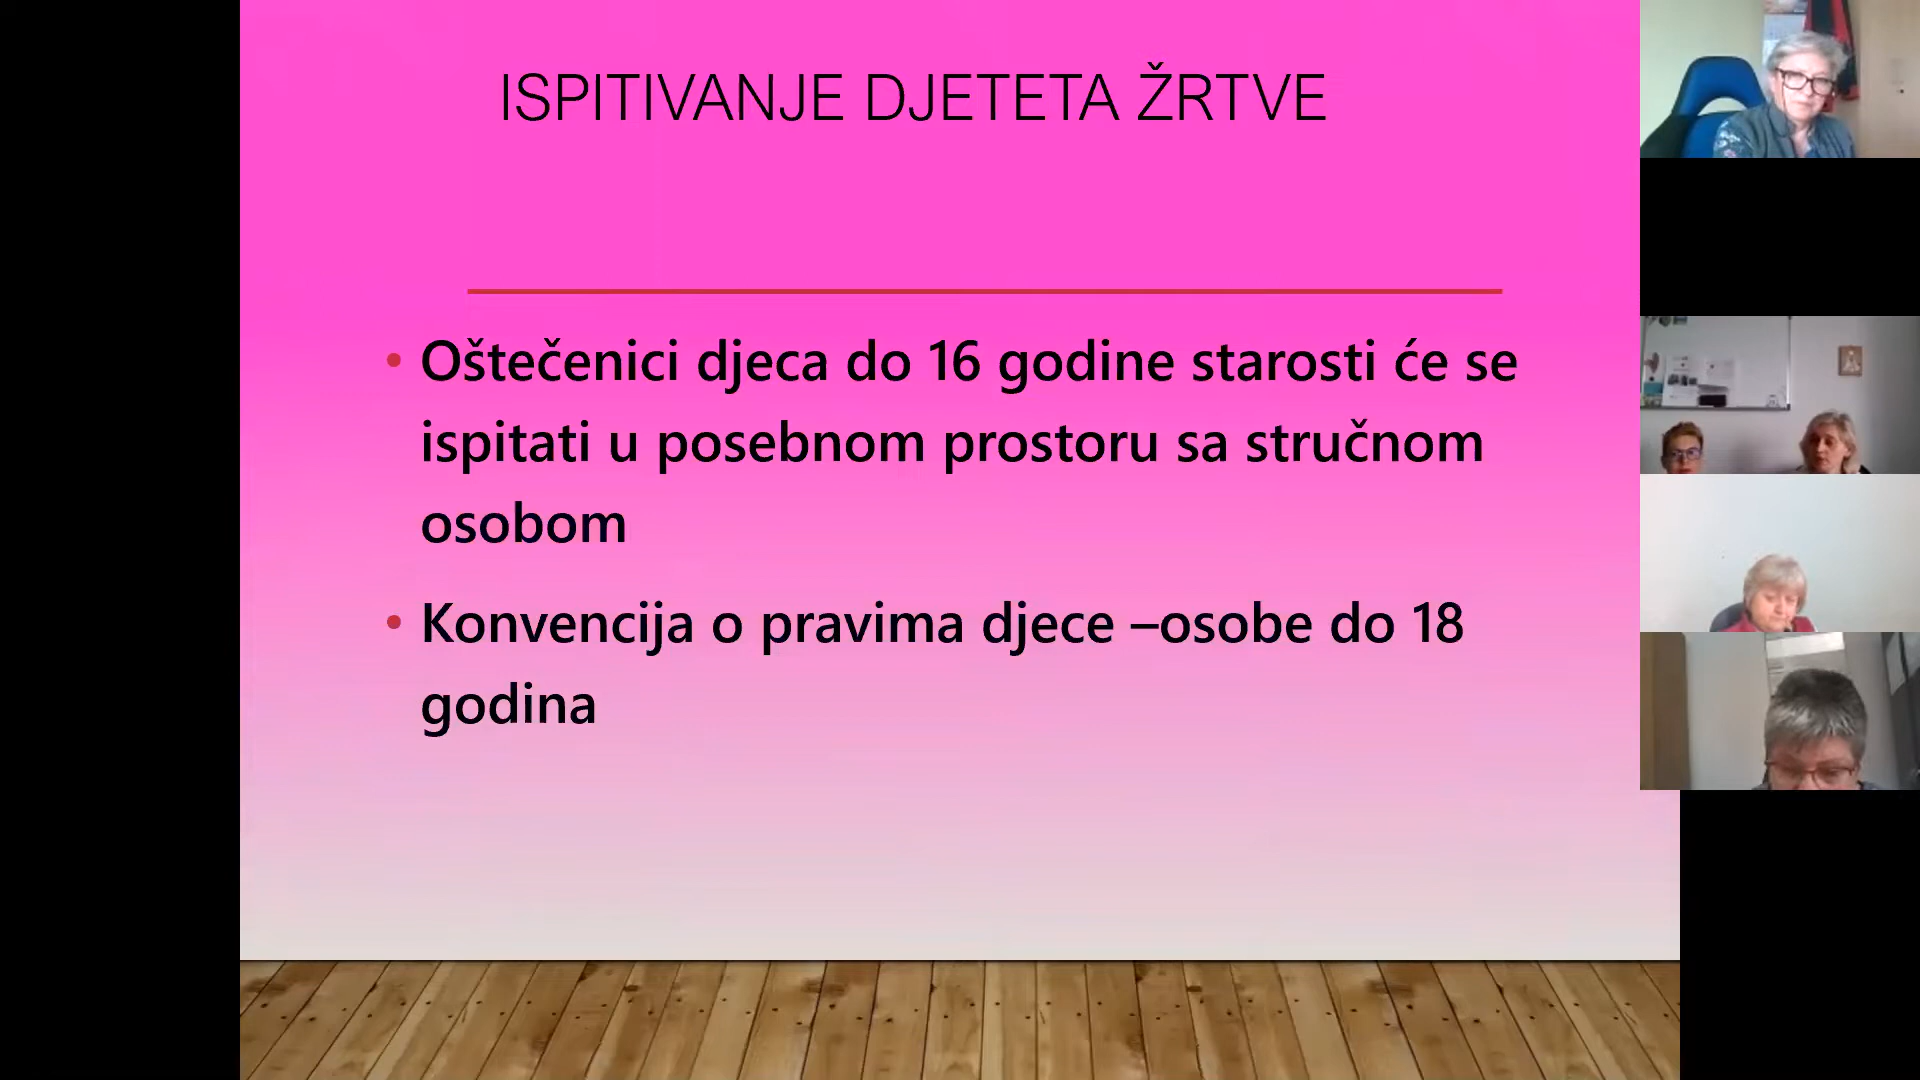 ISPITIVANJE DJETETA ŽRTVE
• Oštečenici djeca do 16 godine starosti će se
ispitati u posebnom prostoru sa stručnom
osobom
• Konvencija o pravima djece –osobe do 18
godina